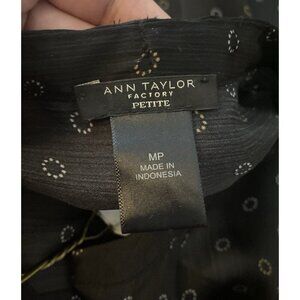 ANN TAYLOR
FACTORY
PETITE
MP
MADE IN
INDONESIA